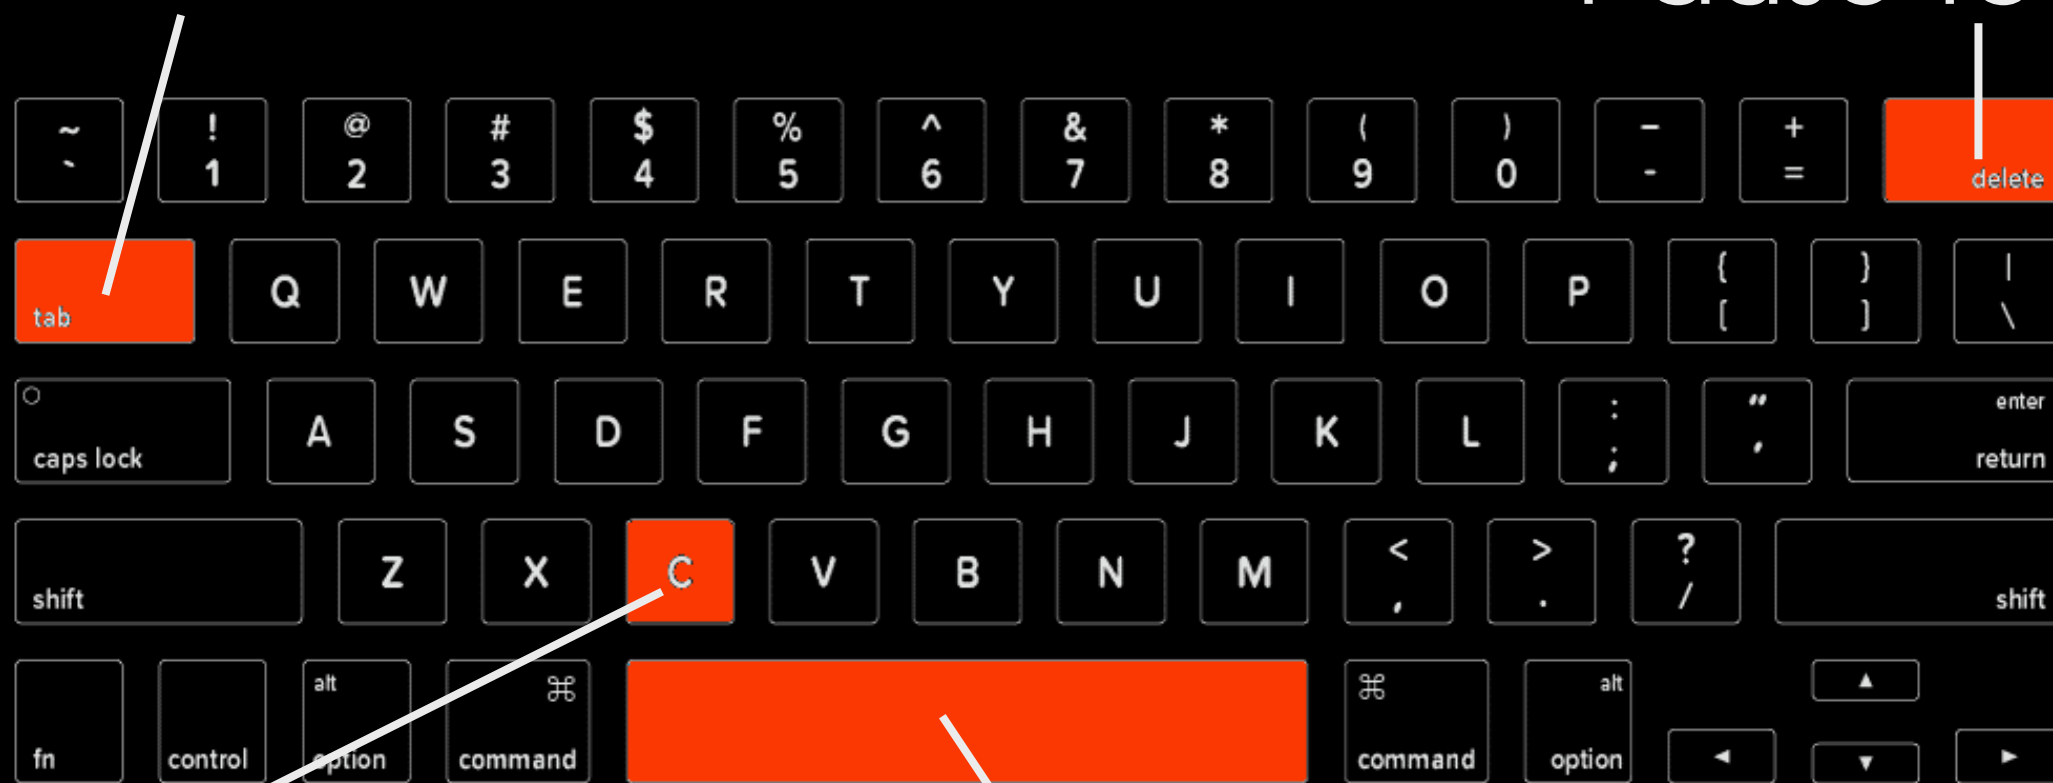 ~ ! @ # $ % ^ & * ( ) – +
` 1 2 3 4 5 6 7 8 9 0 - = delete
tab Q W E R T Y U I O P { } |
[ ] \
caps lock A S D F G H J K L : " enter
; ' return
shift Z X C V B N M < > ? shift
, . /
alt ⌘ ⌘ alt ▲
fn control option command command option ◄ ▼ ►